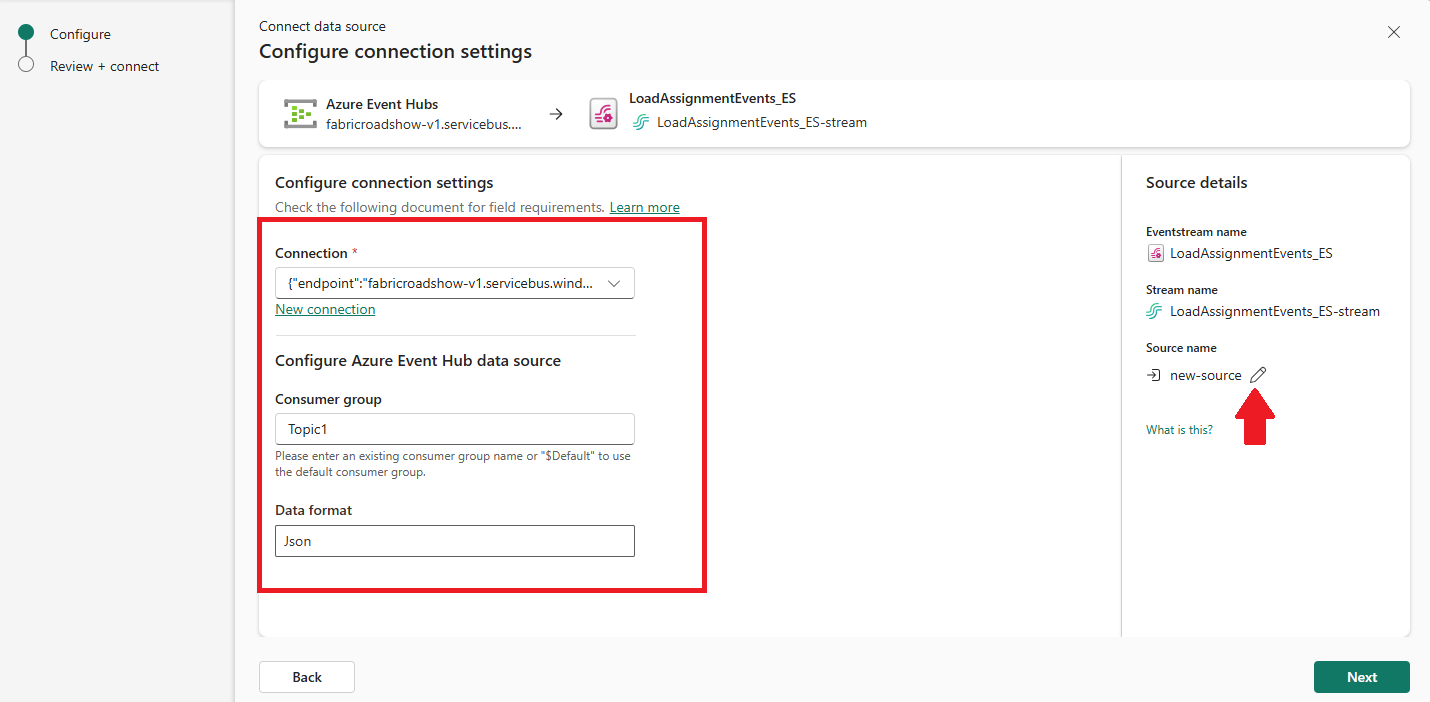 Configure
Review + connect
Connect data source
Configure connection settings
Azure Event Hubs
fabricroadshow-v1.servicebus....
LoadAssignmentEvents_ES
LoadAssignmentEvents_ES-stream
Configure connection settings
Check the following document for field requirements. Learn more
Connection *
{"endpoint":"fabricroadshow-v1.servicebus.wind...
New connection
Configure Azure Event Hub data source
Consumer group
Topic1
Please enter an existing consumer group name or "$Default" to use
the default consumer group.
Data format
Json
Source details
Eventstream name
LoadAssignmentEvents_ES
Stream name
LoadAssignmentEvents_ES-stream
Source name
new-source
What is this?
Back
Next